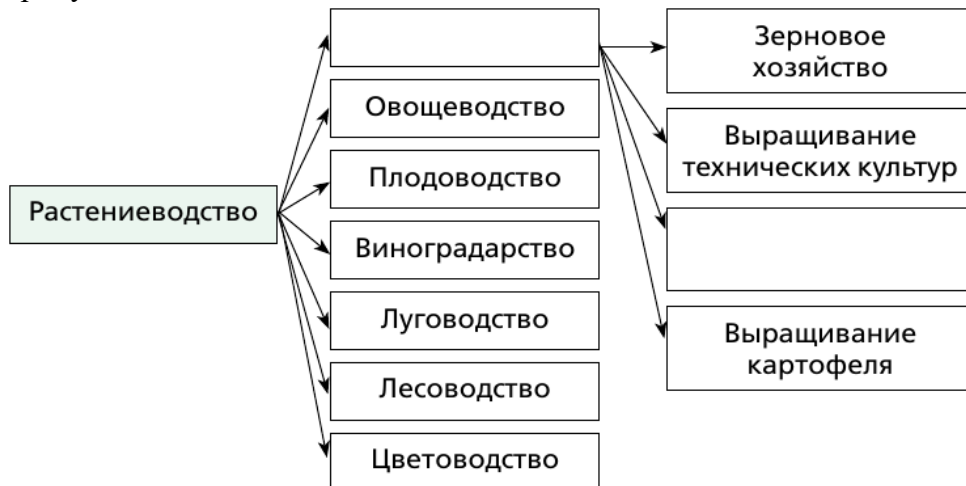 Растениеводство
Овощеводство
Плодоводство
Виноградарство
Луговодство
Лесоводство
Цветоводство
Зерновое
хозяйство
Выращивание
технических культур
Выращивание
картофеля